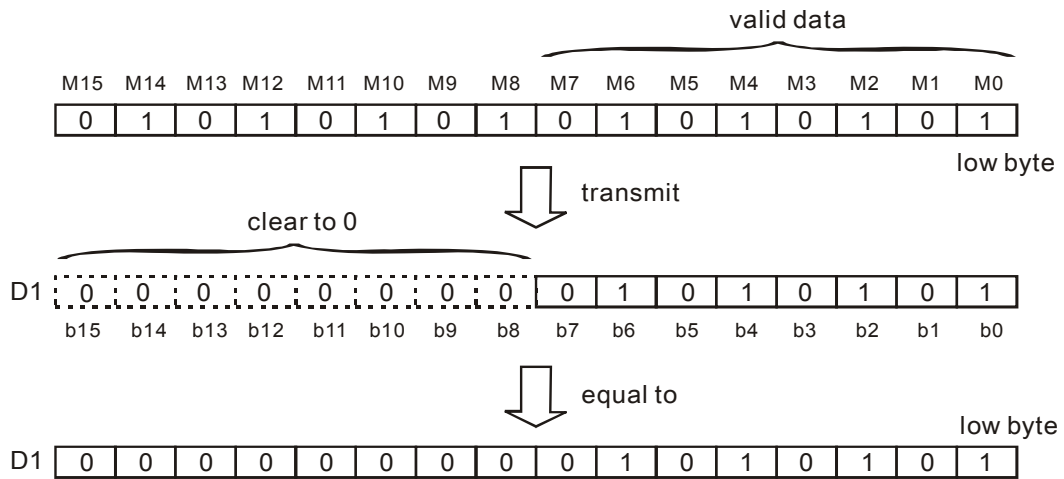 valid data
M15 M14 M13 M12 M11 M10 M9 M8 M7 M6 M5 M4 M3 M2 M1 M0
0 1 0 1 0 1 0 1 0 1 0 1 0 1 0 1
low byte
transmit
clear to 0
D1 0 0 0 0 0 0 0 0 0 1 0 1 0 1 0 1
b15 b14 b13 b12 b11 b10 b9 b8 b7 b6 b5 b4 b3 b2 b1 b0
equal to
low byte
D1 0 0 0 0 0 0 0 0 0 1 0 1 0 1 0 1